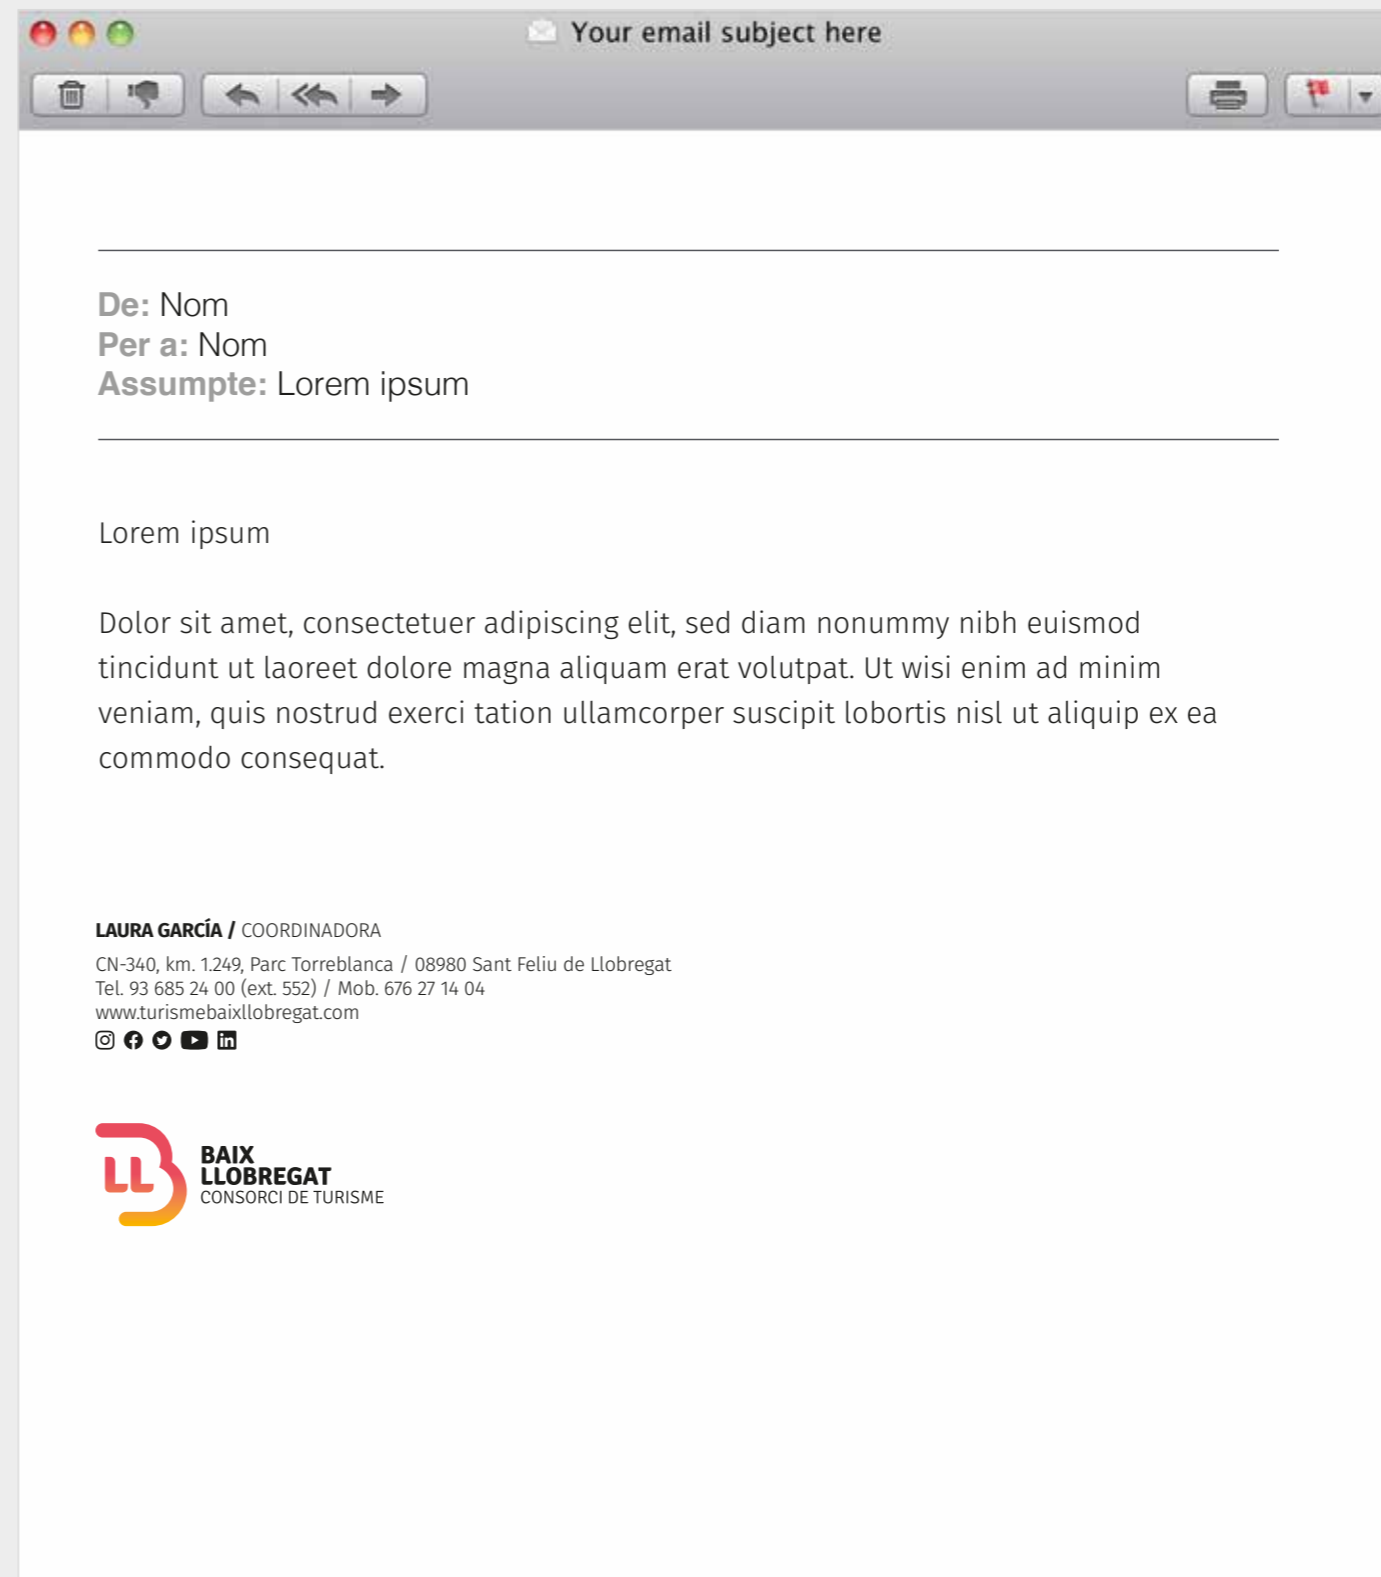 Your email subject here
De: Nom
Per a: Nom
Assumpte: Lorem ipsum
Lorem ipsum
Dolor sit amet, consectetuer adipiscing elit, sed diam nonummy nibh euismod
tincidunt ut laoreet dolore magna aliquam erat volutpat. Ut wisi enim ad minim
veniam, quis nostrud exerci tation ullamcorper suscipit lobortis nisl ut aliquip ex ea
commodo consequat.
LAURA GARCÍA / COORDINADORA
CN-340, km. 1.249, Parc Torreblanca / 08980 Sant Feliu de Llobregat
Tel. 93 685 24 00 (ext. 552) / Mob. 676 27 14 04
www.turismebaixllobregat.com
LLB
BAIX
LLOBREGAT
CONSORCI DE TURISME